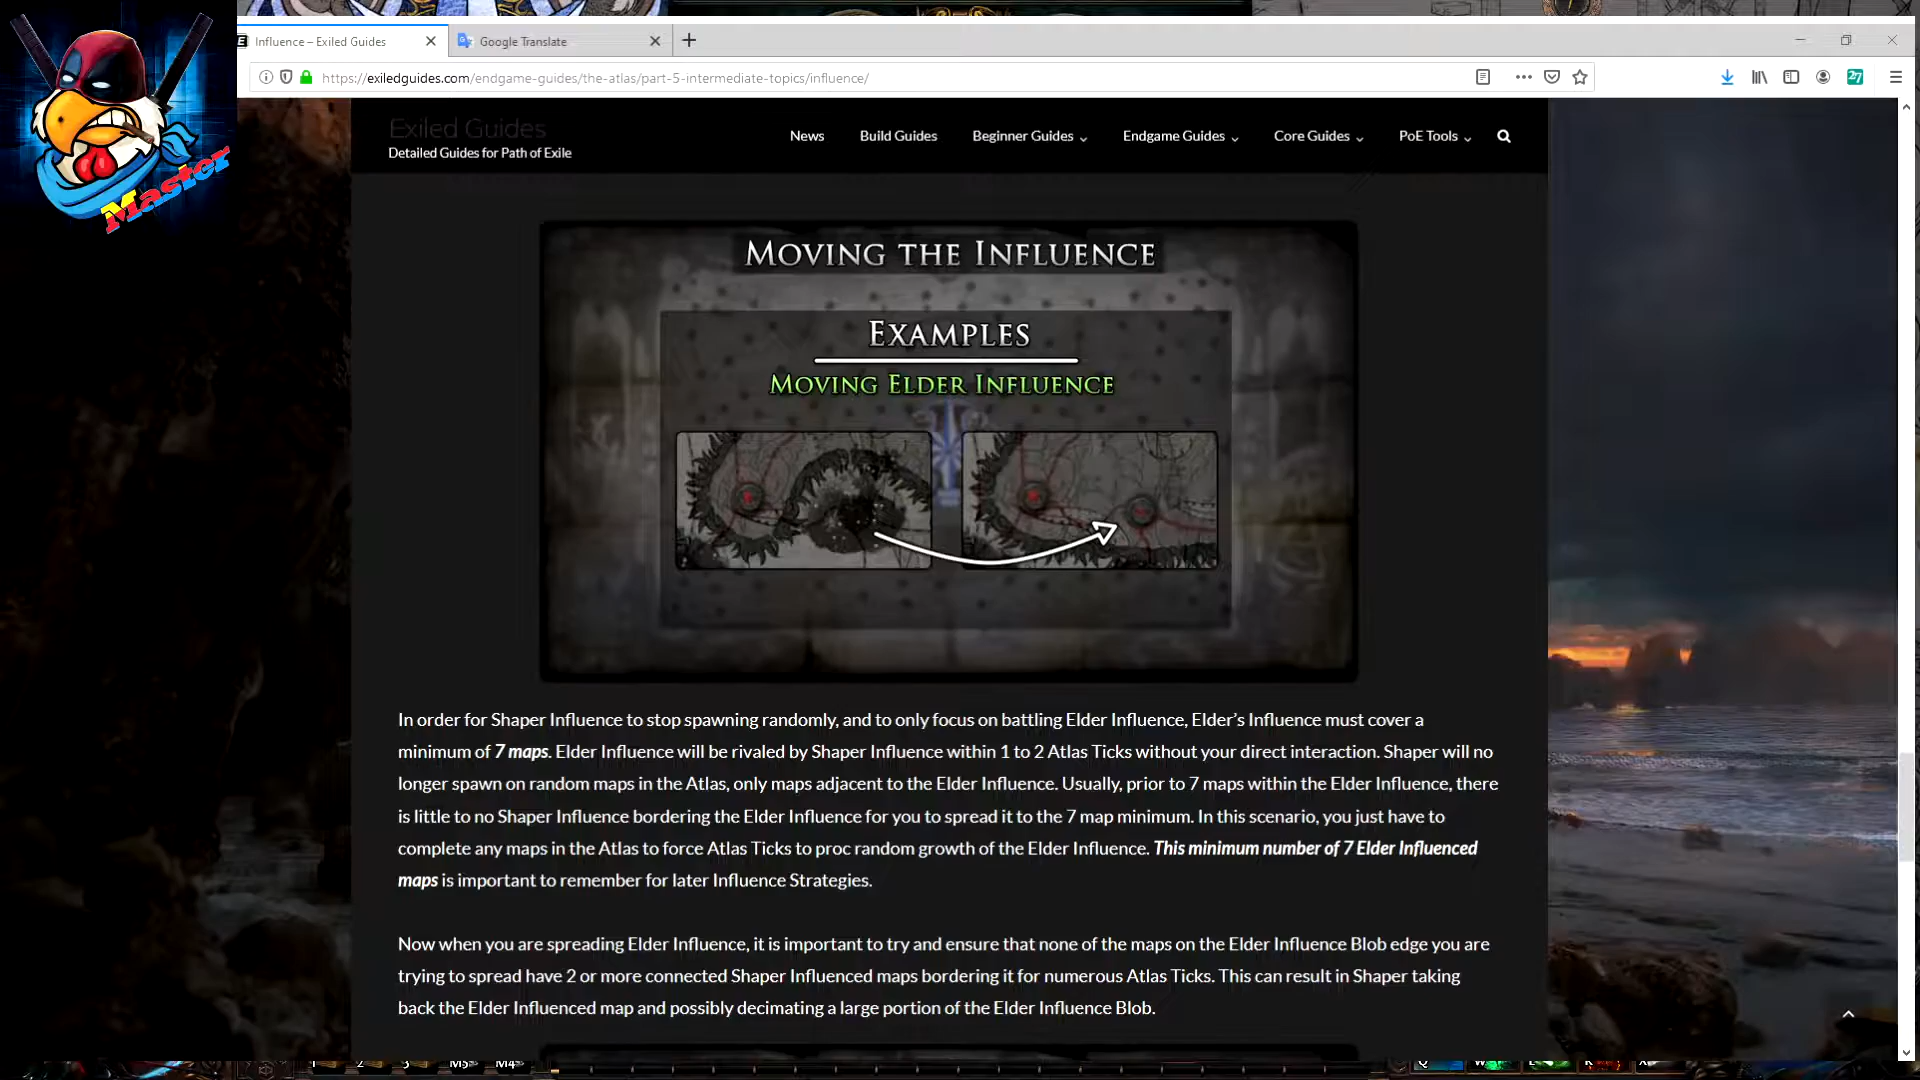 Influence – Exiled Guides
Google Translate
https://exiledguides.com/endgame-guides/the-atlas/part-5-intermediate-topics/influence/
27
Master
Exiled Guides
Detailed Guides for Path of Exile
News
Build Guides
Beginner Guides
Endgame Guides
Core Guides
PoE Tools
MOVING THE INFLUENCE
EXAMPLES
MOVING ELDER INFLUENCE
In order for Shaper Influence to stop spawning randomly, and to only focus on battling Elder Influence, Elder’s Influence must cover a
minimum of 7 maps. Elder Influence will be rivaled by Shaper Influence within 1 to 2 Atlas Ticks without your direct interaction. Shaper will no
longer spawn on random maps in the Atlas, only maps adjacent to the Elder Influence. Usually, prior to 7 maps within the Elder Influence, there
is little to no Shaper Influence bordering the Elder Influence for you to spread it to the 7 map minimum. In this scenario, you just have to
complete any maps in the Atlas to force Atlas Ticks to proc random growth of the Elder Influence. This minimum number of 7 Elder Influenced
maps is important to remember for later Influence Strategies.
Now when you are spreading Elder Influence, it is important to try and ensure that none of the maps on the Elder Influence Blob edge you are
trying to spread have 2 or more connected Shaper Influenced maps bordering it for numerous Atlas Ticks. This can result in Shaper taking
back the Elder Influenced map and possibly decimating a large portion of the Elder Influence Blob.